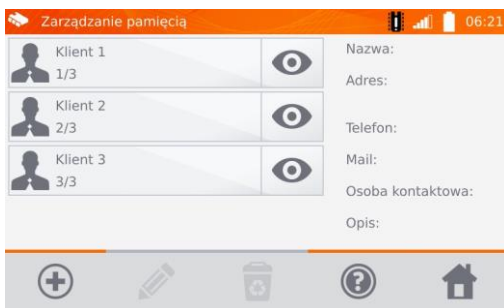 Zarządzanie pamięcią
06:21
Klient 1
1/3
Klient 2
2/3
Klient 3
3/3
Nazwa:
Adres:
Telefon:
Mail:
Osoba kontaktowa:
Opis: